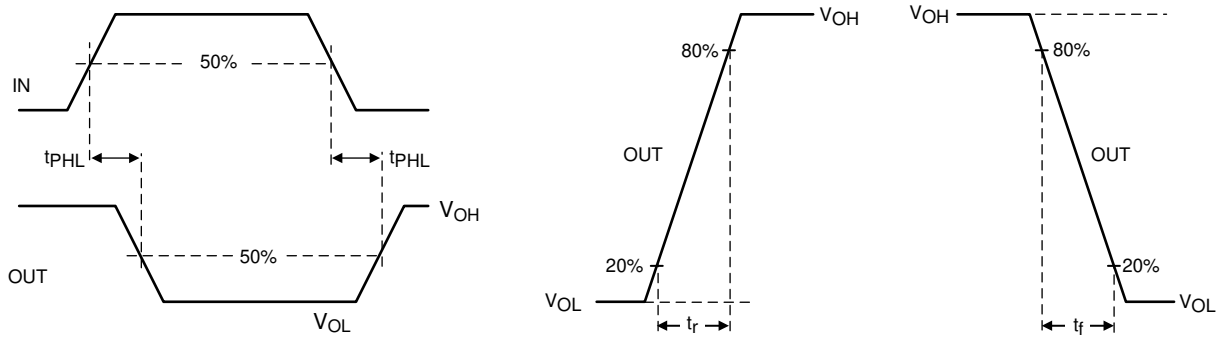 50%
IN
tPHL
tPHL
VOH
50%
OUT
VOL
VOH
80%
OUT
20%
VOL
tr
VOH
80%
OUT
20%
VOL
tf